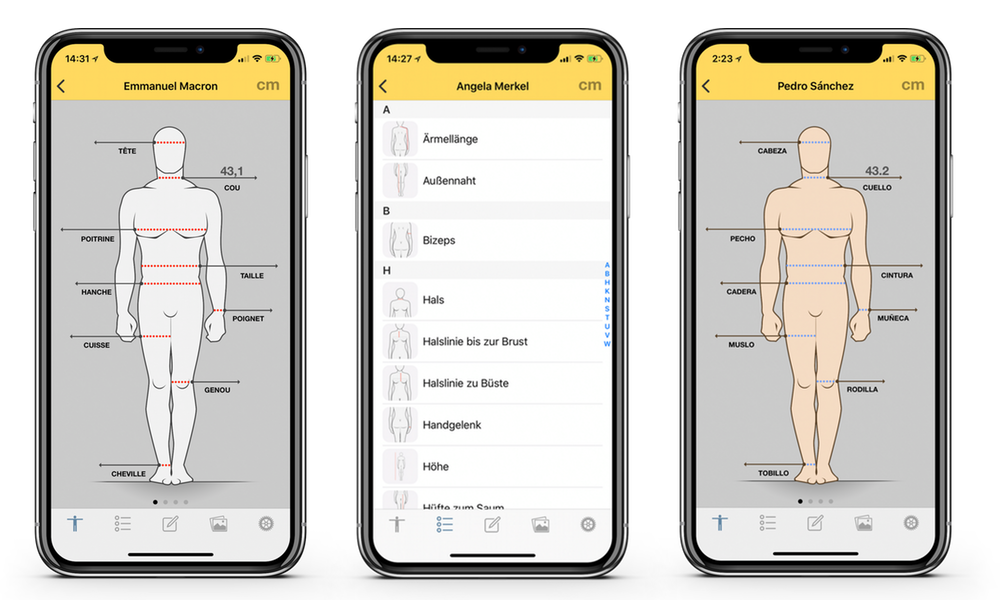 14:31
Emmanuel Macron
cm
TÊTE
43,1
COU
POITRINE
TAILLE
HANCHE
POIGNET
CUISSE
GENOU
CHEVILLE
14:27
Angela Merkel
cm
A
Ärmellänge
Außennaht
B
Bizeps
H
Hals
Halslinie bis zur Brust
Halslinie zu Büste
Handgelenk
Höhe
Hüfte zum Saum
A
B
H
K
N
S
T
U
V
W
2:23
Pedro Sánchez
cm
CABEZA
43.2
CUELLO
PECHO
CINTURA
CADERA
MUÑECA
MUSLO
RODILLA
TOBILLO